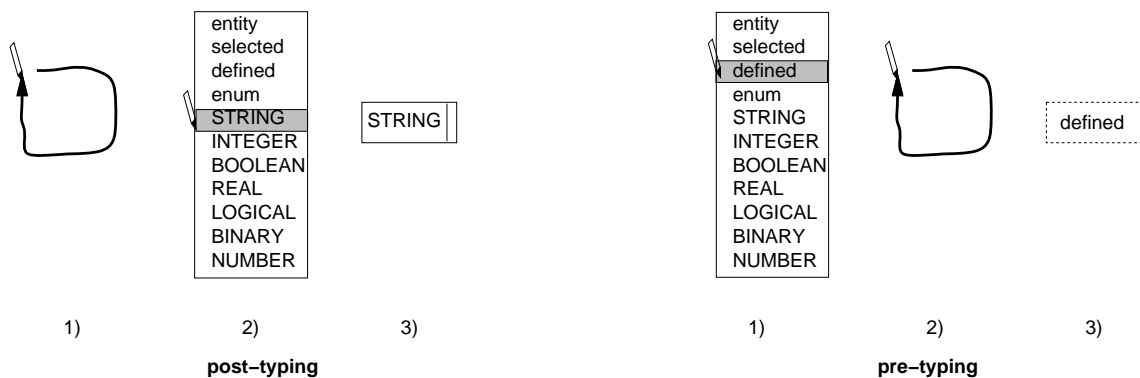 entity
selected
defined
enum
STRING
INTEGER
BOOLEAN
REAL
LOGICAL
BINARY
NUMBER
STRING
1)
2)
3)
post–typing
entity
selected
defined
enum
STRING
INTEGER
BOOLEAN
REAL
LOGICAL
BINARY
NUMBER
defined
1)
2)
3)
pre–typing